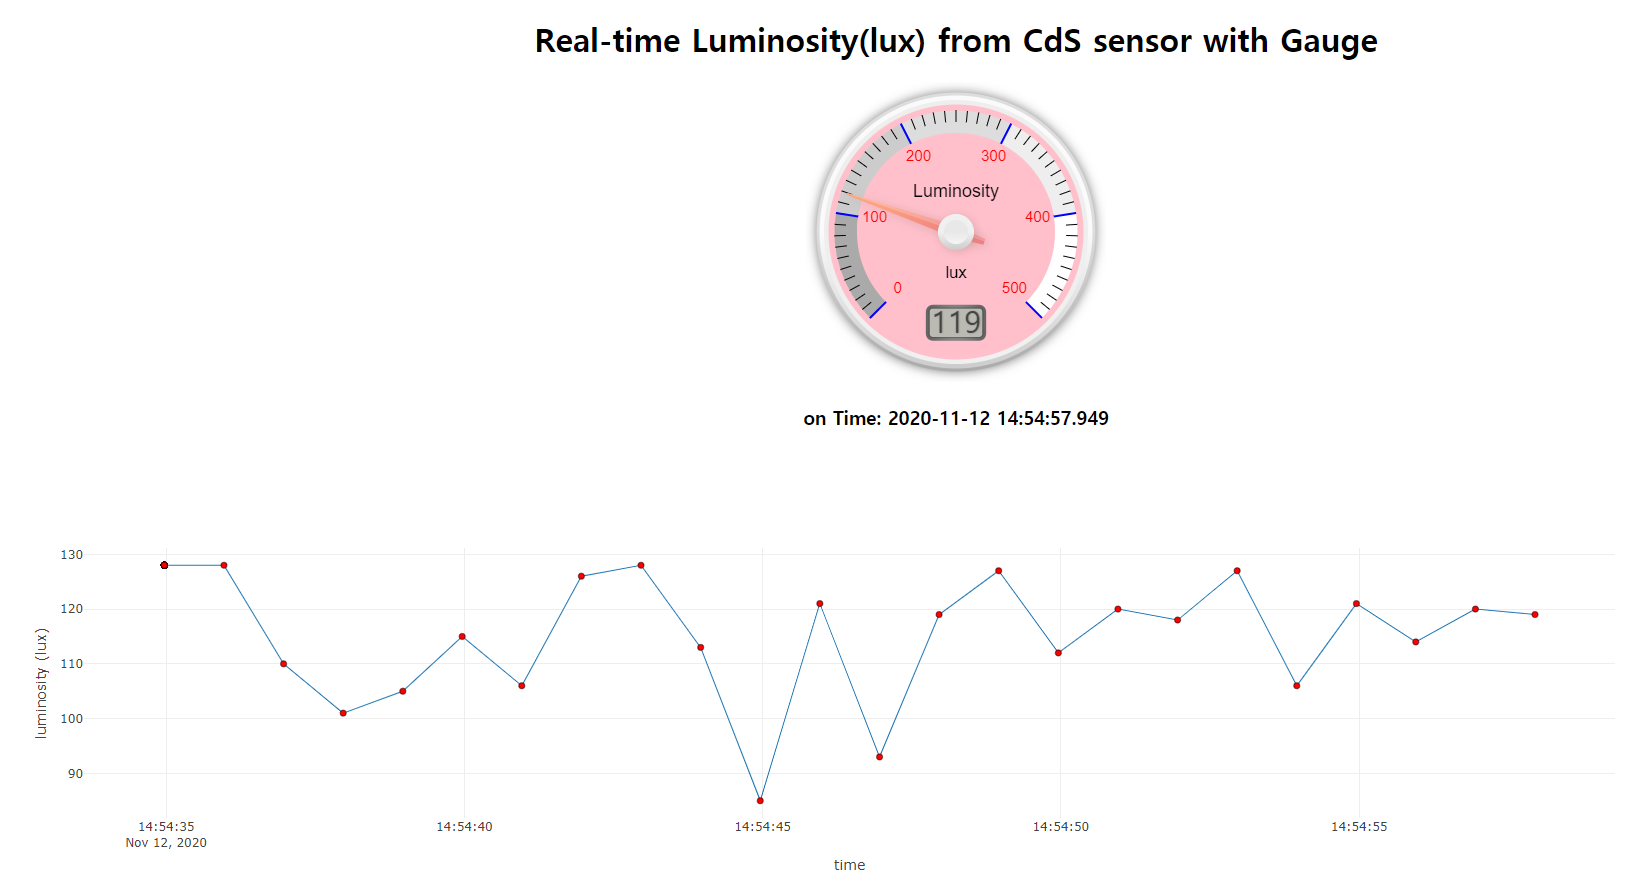 Real-time Luminosity(lux) from CdS sensor with Gauge
200 300
Luminosity
100 400
lux
0 500
119
on Time: 2020-11-12 14:54:57.949
130
120
110
100
90
luminosity (lux)
14:54:35 14:54:40 14:54:45 14:54:50 14:54:55
Nov 12, 2020
time